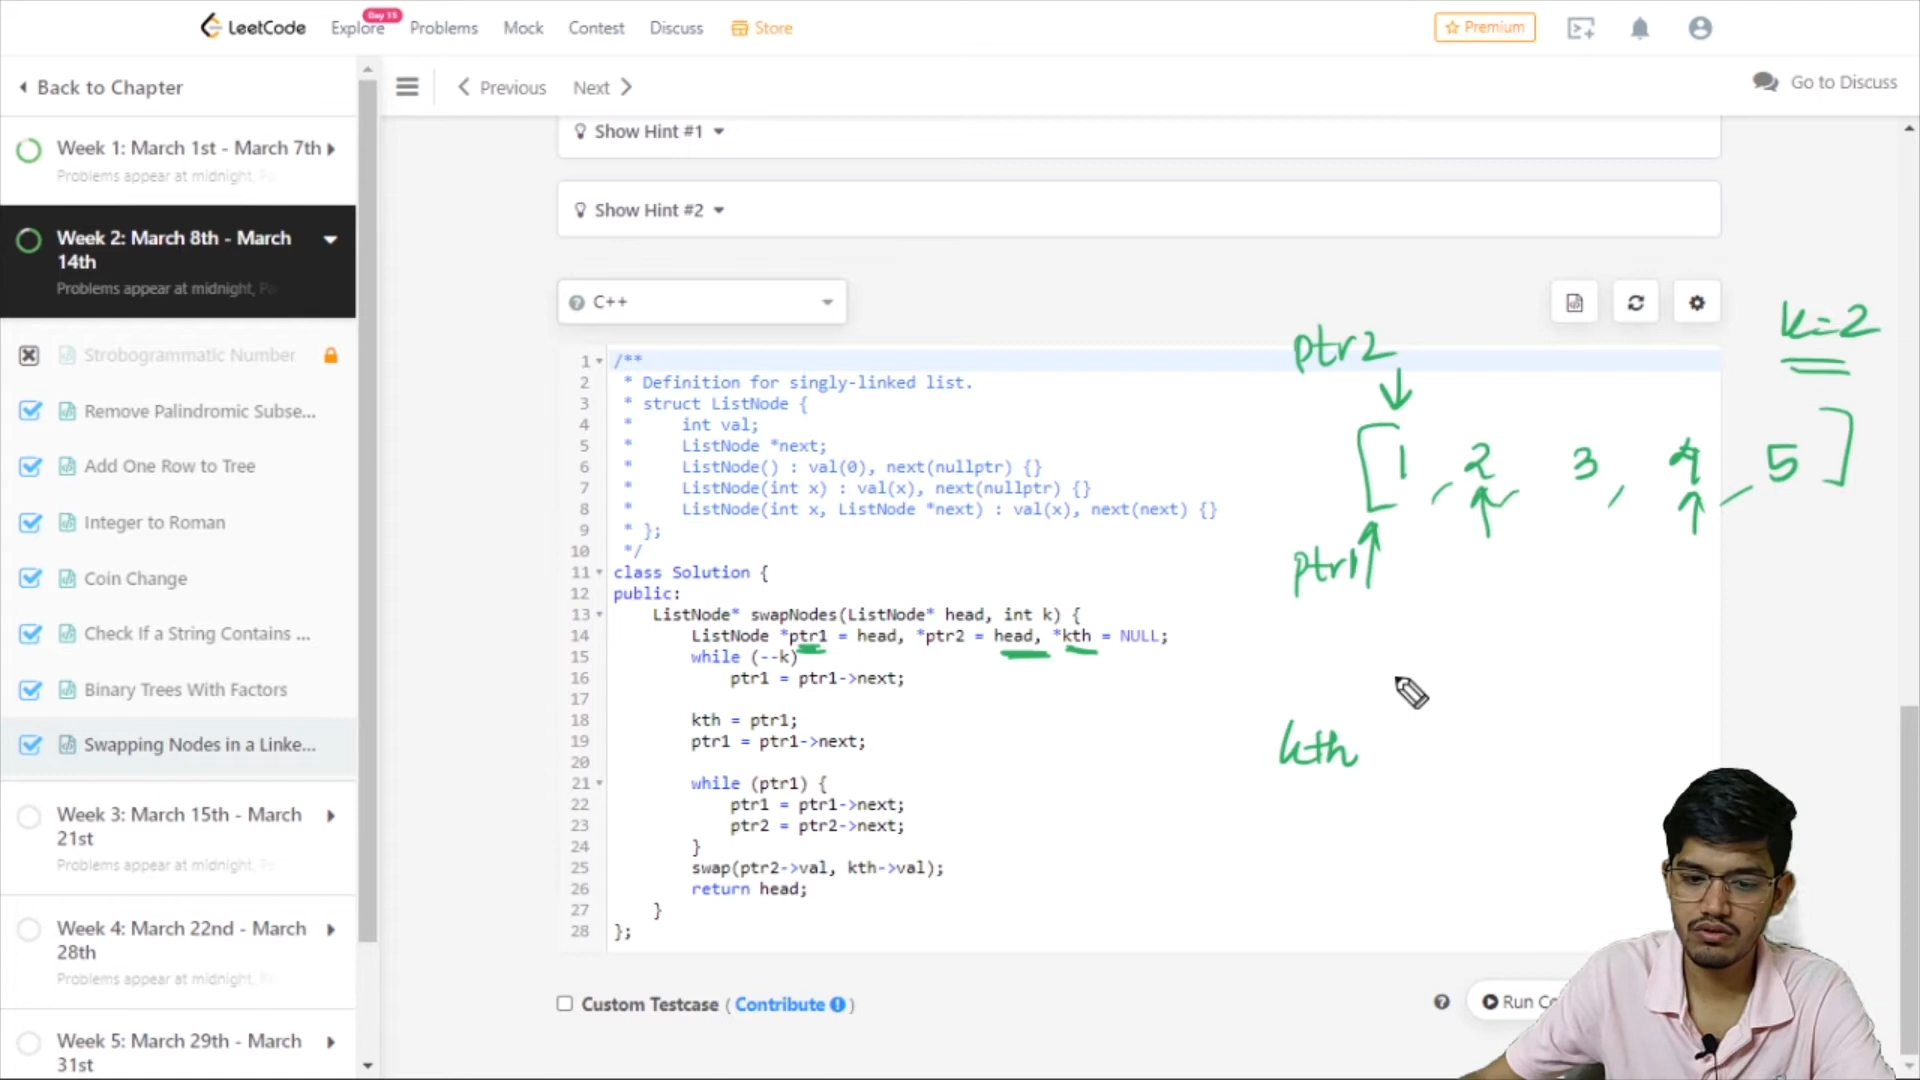 LeetCode
Explore
Day 15
Problems
Mock
Contest
Discuss
Store
Premium
Back to Chapter
Previous
Next
Go to Discuss
Week 1: March 1st - March 7th
Problems appear at midnight,
Week 2: March 8th - March
14th
Problems appear at midnight,
Strobogrammatic Number
Remove Palindromic Subse...
Add One Row to Tree
Integer to Roman
Coin Change
Check If a String Contains ...
Binary Trees With Factors
Swapping Nodes in a Linke...
Week 3: March 15th - March
21st
Problems appear at midnight,
Week 4: March 22nd - March
28th
Problems appear at midnight,
Week 5: March 29th - March
31st
Show Hint #1
Show Hint #2
C++
1 /**
2  * Definition for singly-linked list.
3  * struct ListNode {
4  *     int val;
5  *     ListNode *next;
6  *     ListNode() : val(0), next(nullptr) {}
7  *     ListNode(int x) : val(x), next(nullptr) {}
8  *     ListNode(int x, ListNode *next) : val(x), next(next) {}
9  * };
10  */
11 class Solution {
12 public:
13     ListNode* swapNodes(ListNode* head, int k) {
14         ListNode *ptr1 = head, *ptr2 = head, *kth = NULL;
15         while (--k)
16             ptr1 = ptr1->next;
17
18         kth = ptr1;
19         ptr1 = ptr1->next;
20
21         while (ptr1) {
22             ptr1 = ptr1->next;
23             ptr2 = ptr2->next;
24         }
25         swap(ptr2->val, kth->val);
26         return head;
27     }
28 };
k=2
ptr2
[1, 2, 3, 4, 5]
ptr1
kth
Custom Testcase ( Contribute )
Run Co